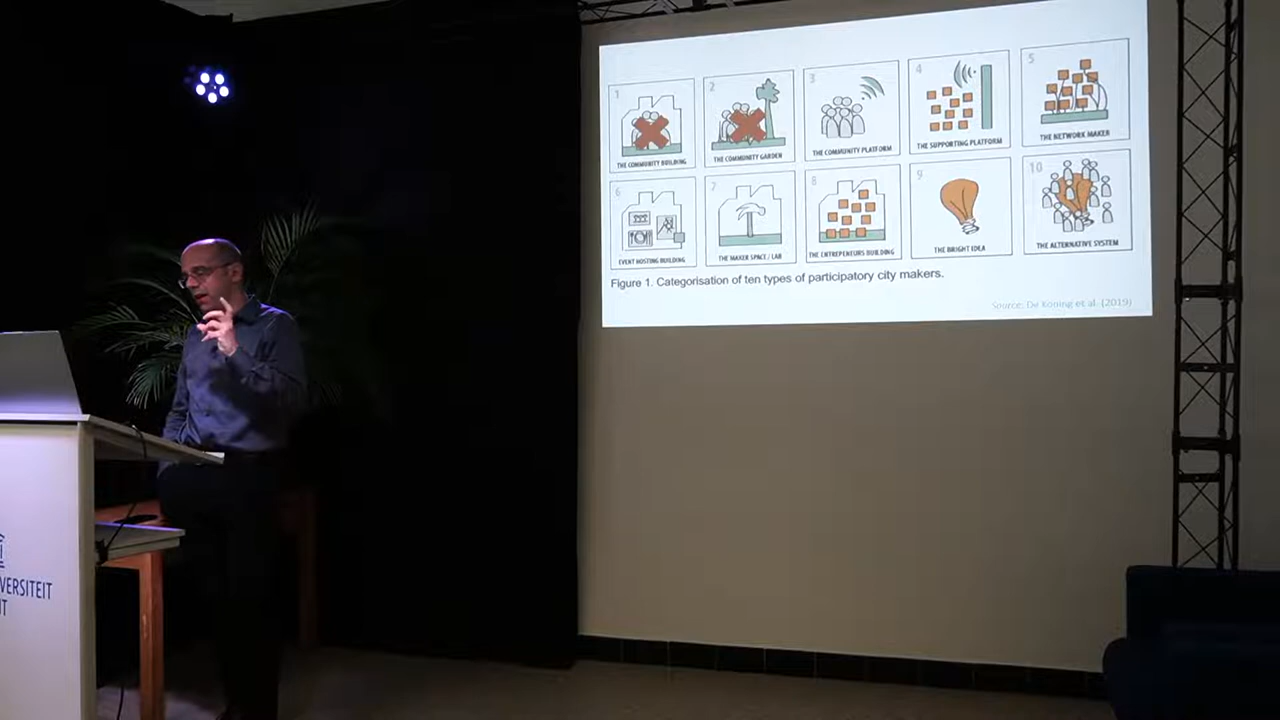 1
2
3
4
5
THE COMMUNITY BUILDING
THE COMMUNITY GARDEN
THE COMMUNITY PLATFORM
THE SUPPORTING PLATFORM
THE NETWORK MAKER
6
7
8
9
10
EVENT HOSTING BUILDING
THE MAKER SPACE / LAB
THE ENTREPENEURS BUILDING
THE BRIGHT IDEA
THE ALTERNATIVE SYSTEM
Figure 1. Categorisation of ten types of participatory city makers.
Source: De Koning et al. (2019)
VERSITEIT
T